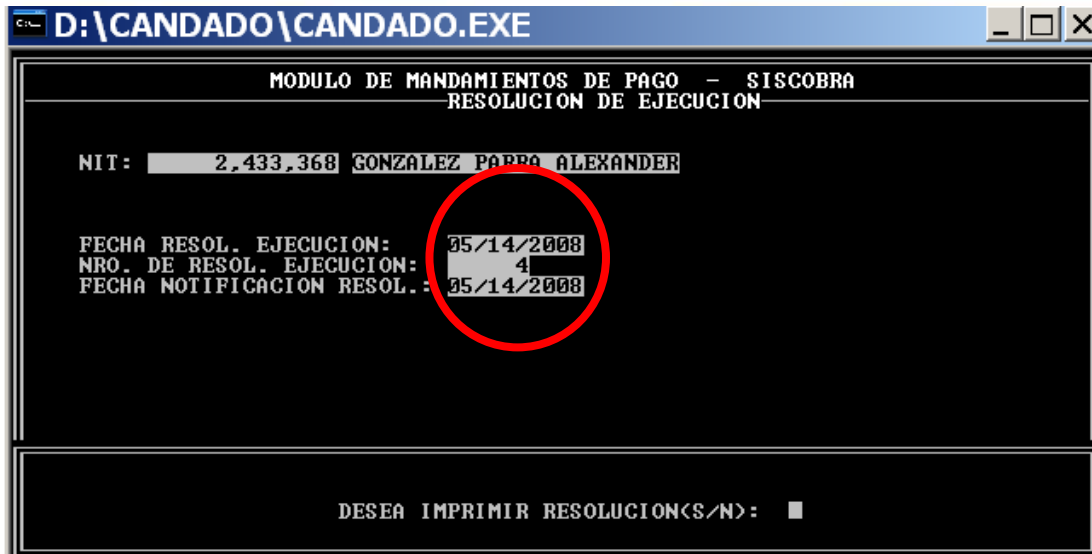 D:\CANDADO\CANDADO.EXE
MODULO DE MANDAMIENTOS DE PAGO - SISCOBRA
RESOLUCION DE EJECUCION
NIT: 2,433,368 GONZALEZ PARRA ALEXANDER
FECHA RESOL. EJECUCION: 05/14/2008
NRO. DE RESOL. EJECUCION: 4
FECHA NOTIFICACION RESOL.: 05/14/2008
DESEA IMPRIMIR RESOLUCION(S/N):